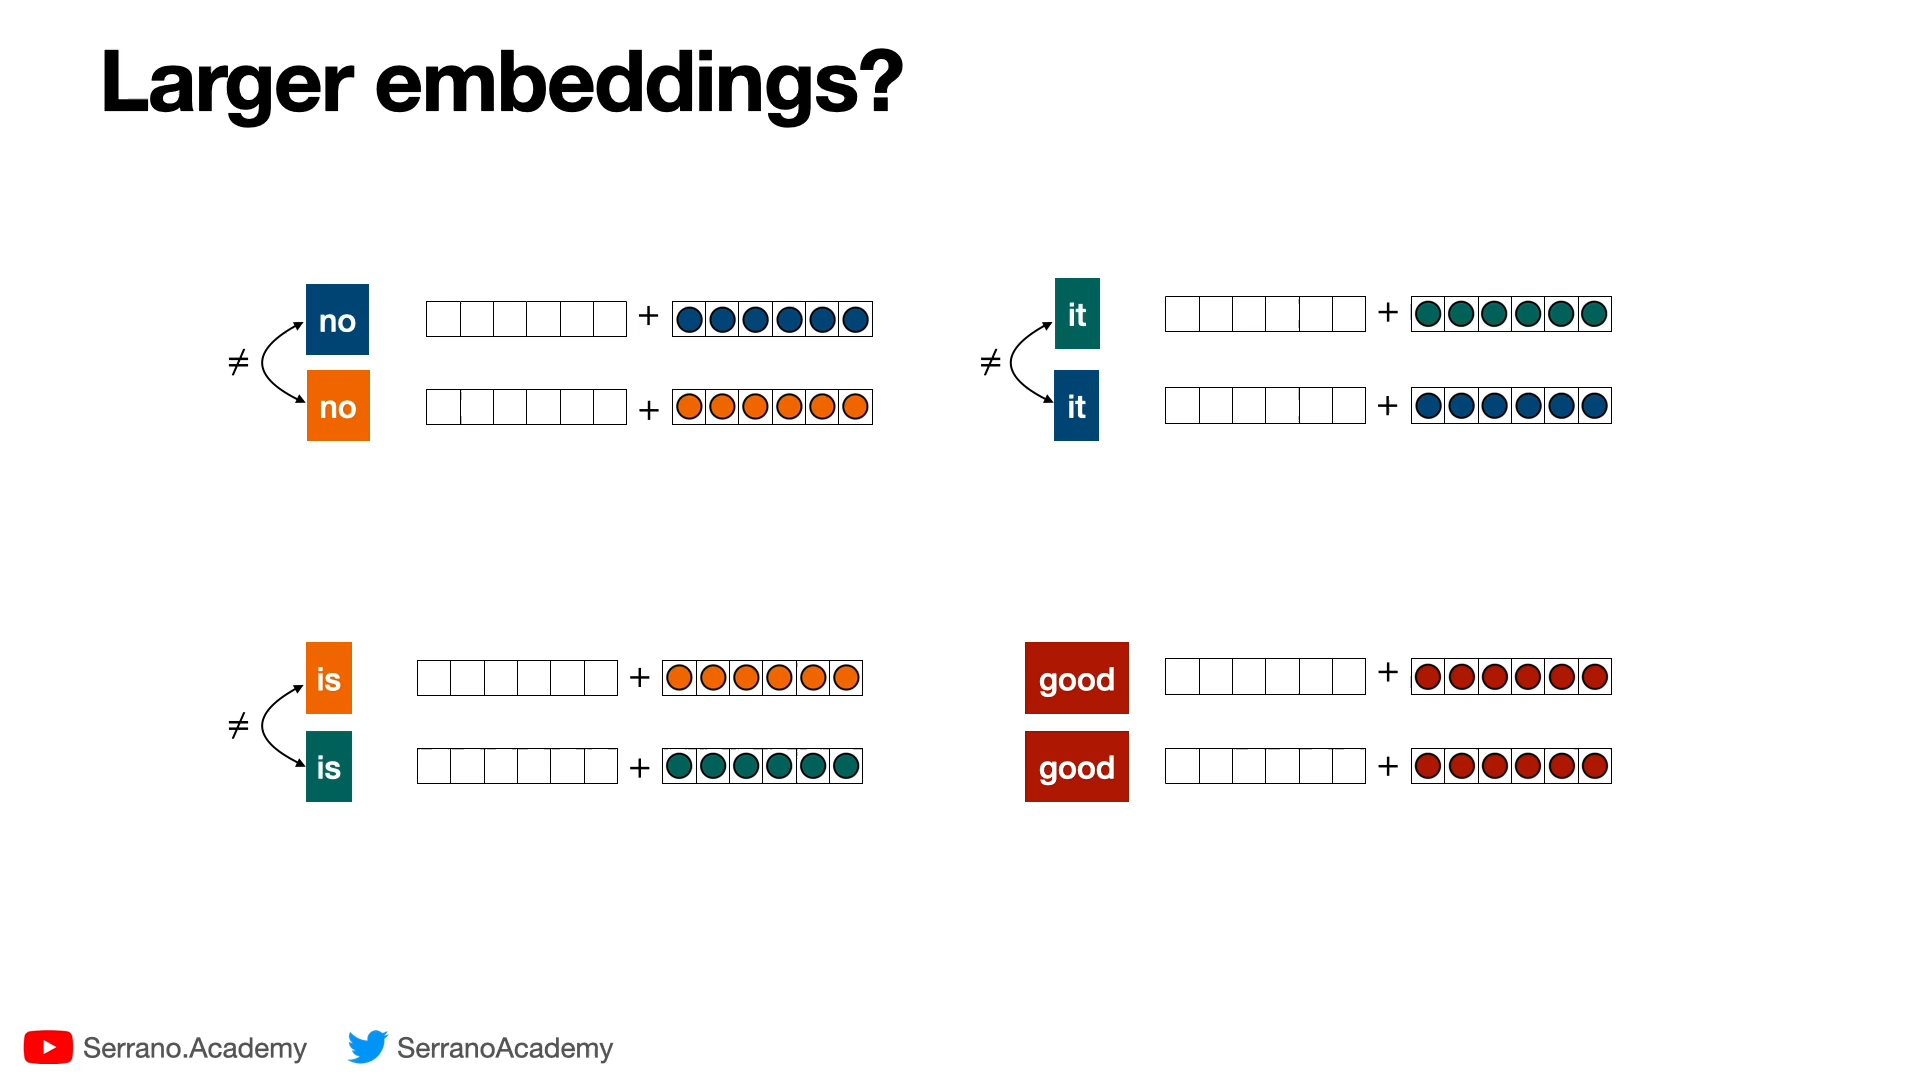 Larger embeddings?
no +
≠
no +
it +
≠
it +
is +
≠
is +
good +
good +
Serrano.Academy SerranoAcademy